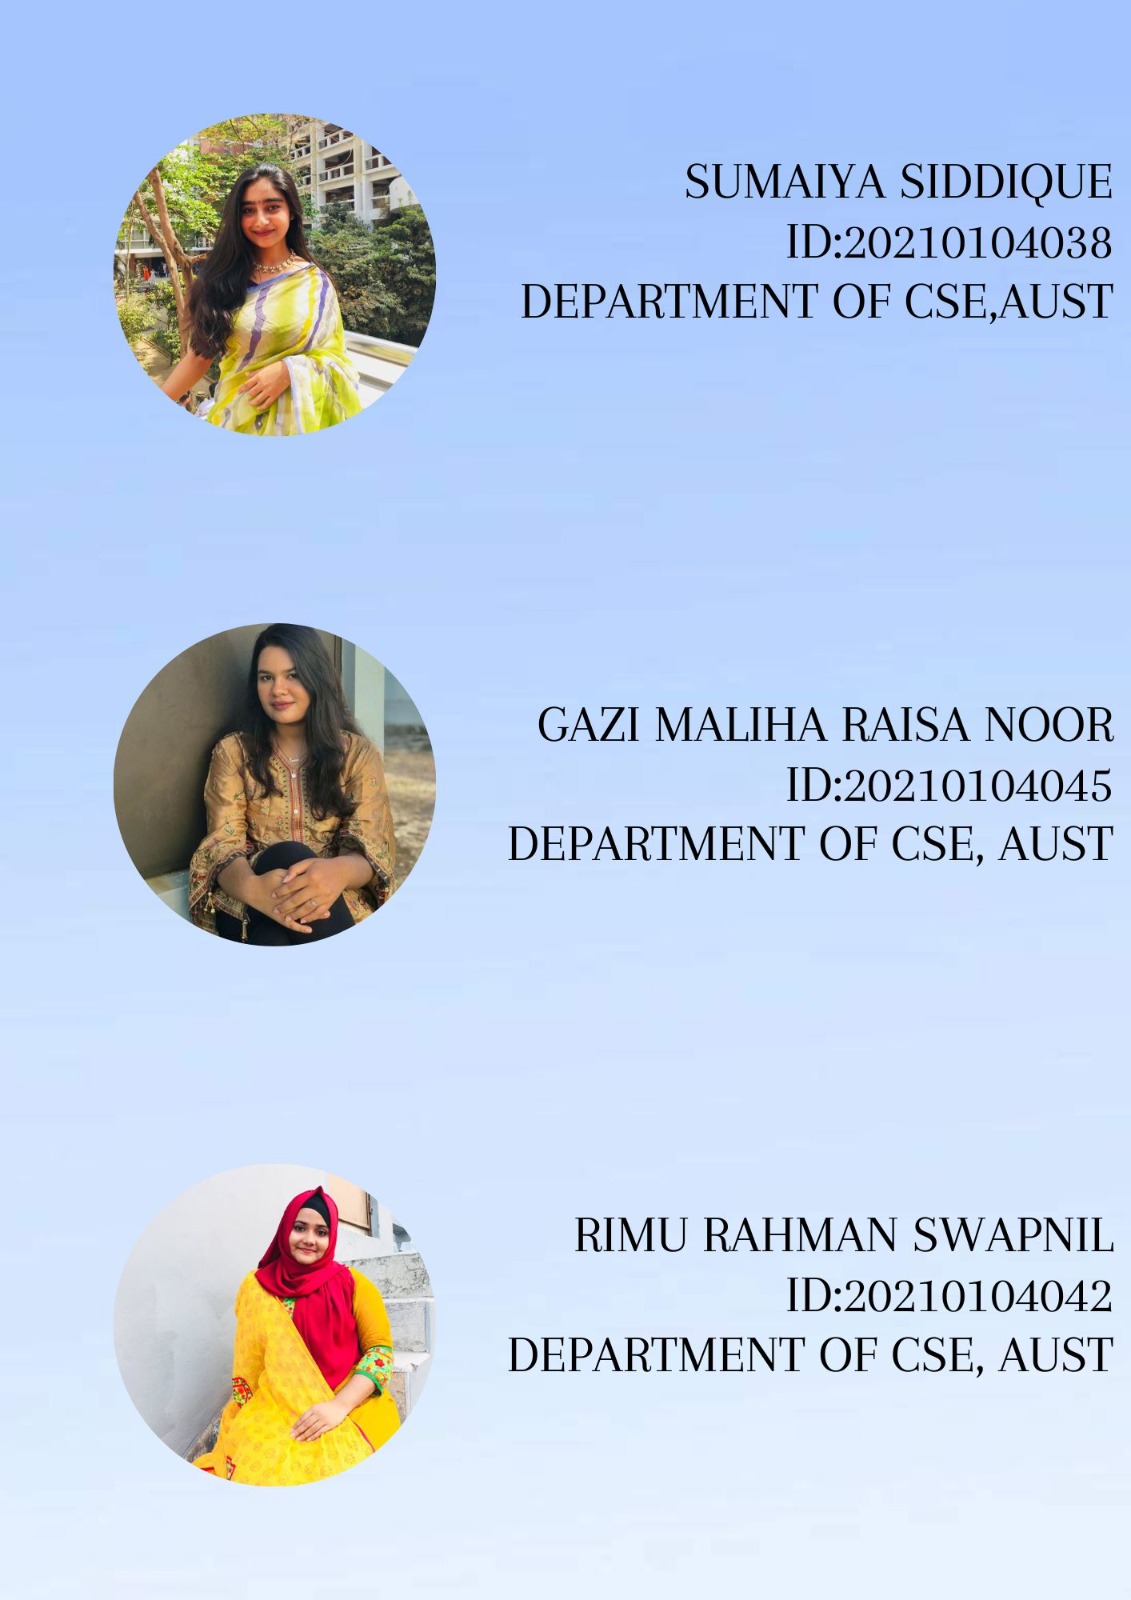 SUMAIYA SIDDIQUE
ID:20210104038
DEPARTMENT OF CSE,AUST
GAZI MALIHA RAISA NOOR
ID:20210104045
DEPARTMENT OF CSE, AUST
RIMU RAHMAN SWAPNIL
ID:20210104042
DEPARTMENT OF CSE, AUST